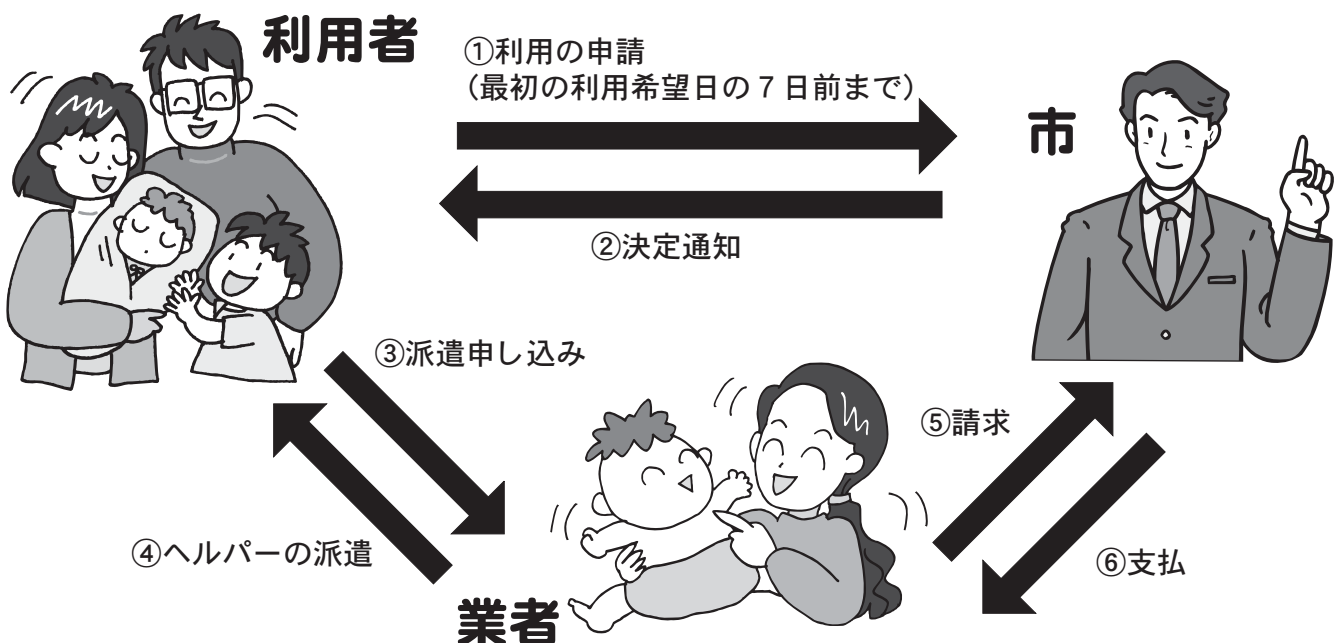 利用者
①利用の申請
（最初の利用希望日の７日前まで）
市
②決定通知
③派遣申し込み
⑤請求
④ヘルパーの派遣
⑥支払
業者